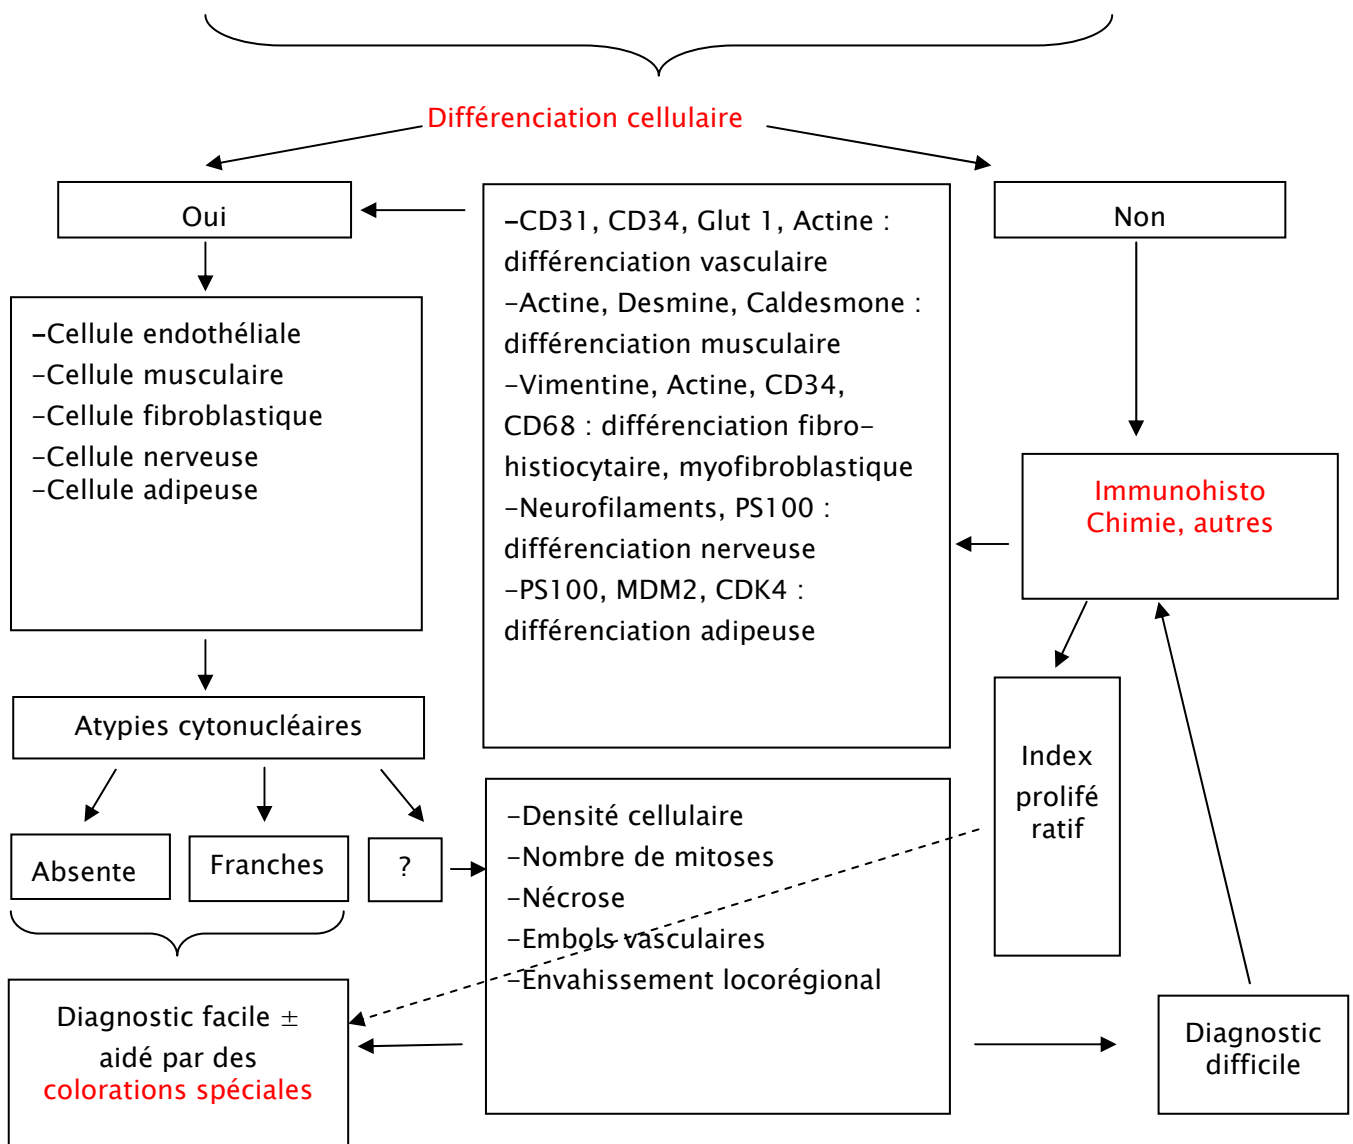 Différenciation cellulaire
Oui
Non
–CD31, CD34, Glut 1, Actine :
différenciation vasculaire
–Actine, Desmine, Caldesmone :
différenciation musculaire
–Vimentine, Actine, CD34,
CD68 : différenciation fibro–
histiocytaire, myofibroblastique
–Neurofilaments, PS100 :
différenciation nerveuse
–PS100, MDM2, CDK4 :
différenciation adipeuse
–Cellule endothéliale
–Cellule musculaire
–Cellule fibroblastique
–Cellule nerveuse
–Cellule adipeuse
Immunohisto
Chimie, autres
Atypies cytonucléaires
Index
prolifé
ratif
Absente
Franches
?
–Densité cellulaire
–Nombre de mitoses
–Nécrose
–Embols vasculaires
–Envahissement locorégional
Diagnostic facile ±
aidé par des
colorations spéciales
Diagnostic
difficile